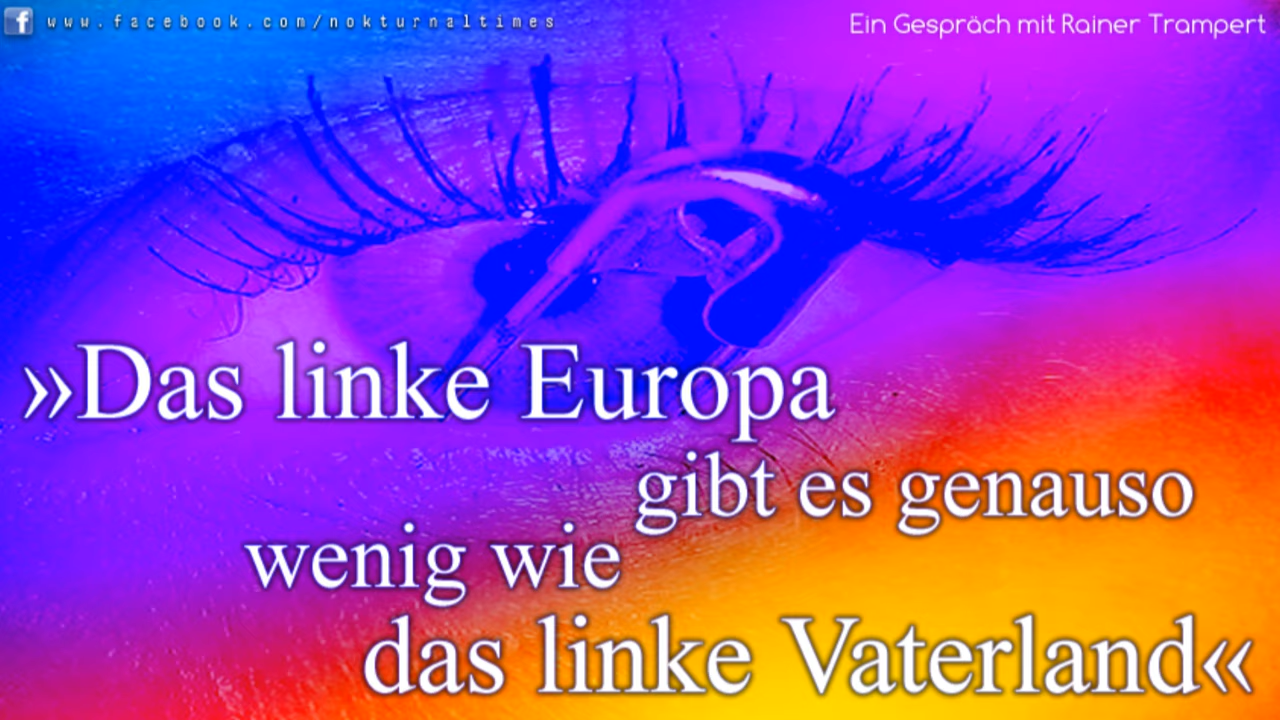 www.facebook.com/nokturnaltimes
Ein Gespräch mit Rainer Trampert
»Das linke Europa
gibt es genauso
wenig wie
das linke Vaterland«